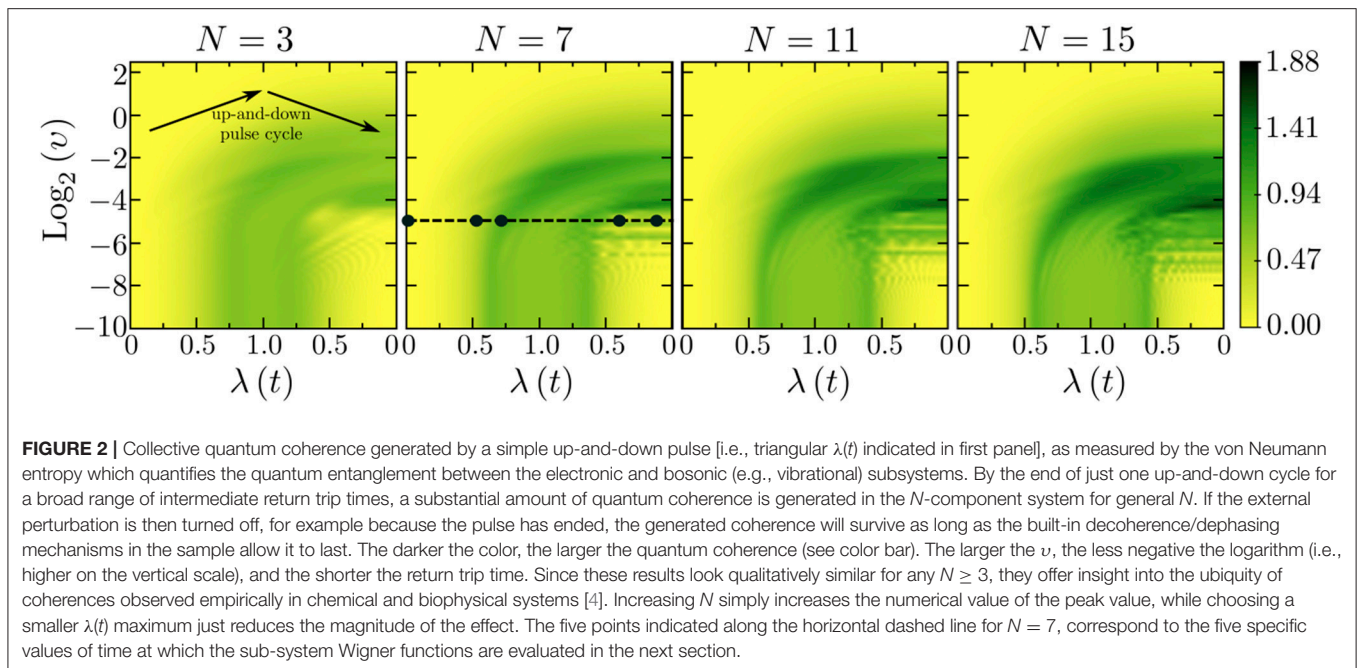 N = 3
N = 7
N = 11
N = 15
Log₂ (υ)
2
0
−2
−4
−6
−8
−10
up-and-down
pulse cycle
0 0.5 1.0 0.5 0
0 0.5 1.0 0.5
0 0.5 1.0 0.5
0 0.5 1.0 0.5 0
λ (t)
λ (t)
λ (t)
λ (t)
1.88
1.41
0.94
0.47
0.00
FIGURE 2 | Collective quantum coherence generated by a simple up-and-down pulse [i.e., triangular λ(t) indicated in first panel], as measured by the von Neumann
entropy which quantifies the quantum entanglement between the electronic and bosonic (e.g., vibrational) subsystems. By the end of just one up-and-down cycle for
a broad range of intermediate return trip times, a substantial amount of quantum coherence is generated in the N-component system for general N. If the external
perturbation is then turned off, for example because the pulse has ended, the generated coherence will survive as long as the built-in decoherence/dephasing
mechanisms in the sample allow it to last. The darker the color, the larger the quantum coherence (see color bar). The larger the υ, the less negative the logarithm (i.e.,
higher on the vertical scale), and the shorter the return trip time. Since these results look qualitatively similar for any N ≥ 3, they offer insight into the ubiquity of
coherences observed empirically in chemical and biophysical systems [4]. Increasing N simply increases the numerical value of the peak value, while choosing a
smaller λ(t) maximum just reduces the magnitude of the effect. The five points indicated along the horizontal dashed line for N = 7, correspond to the five specific
values of time at which the sub-system Wigner functions are evaluated in the next section.